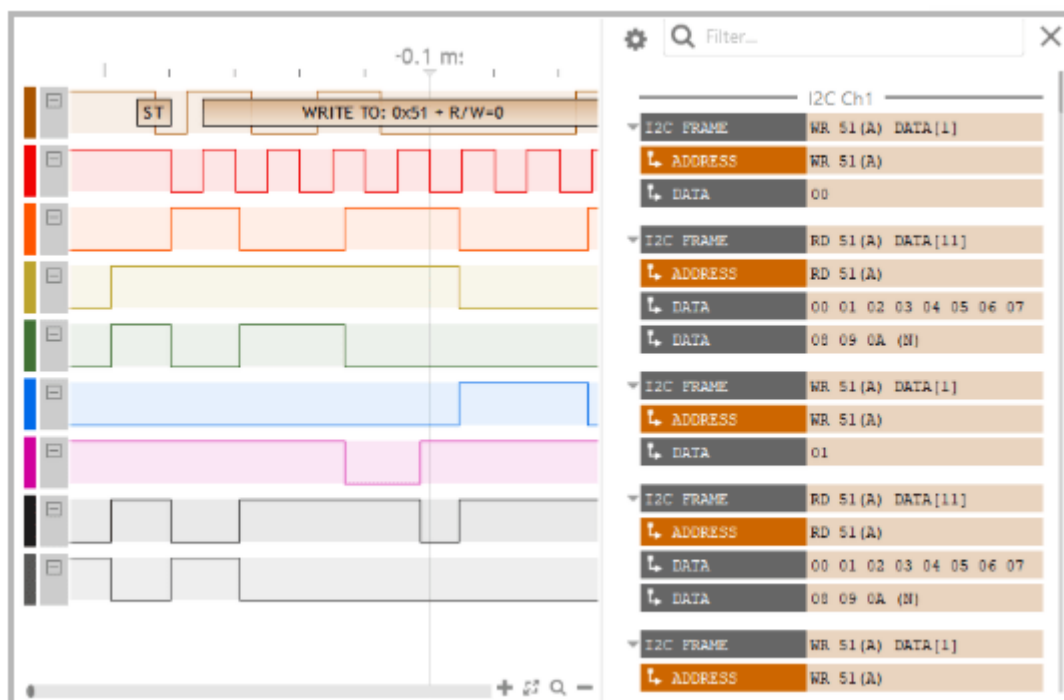 Filter...
-0.1 m:
ST
WRITE TO: 0x51 + R/W=0
I2C Ch1
I2C FRAME WR 51(A) DATA[1]
ADDRESS WR 51(A)
DATA 00
I2C FRAME RD 51(A) DATA[11]
ADDRESS RD 51(A)
DATA 00 01 02 03 04 05 06 07
DATA 08 09 0A (N)
I2C FRAME WR 51(A) DATA[1]
ADDRESS WR 51(A)
DATA 01
I2C FRAME RD 51(A) DATA[11]
ADDRESS RD 51(A)
DATA 00 01 02 03 04 05 06 07
DATA 08 09 0A (N)
I2C FRAME WR 51(A) DATA[1]
ADDRESS WR 51(A)